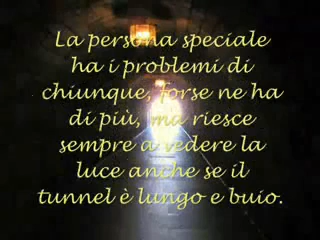 La persona speciale
ha i problemi di
chiunque, forse ne ha
di più, ma riesce
sempre a vedere la
luce anche se il
tunnel è lungo e buio.